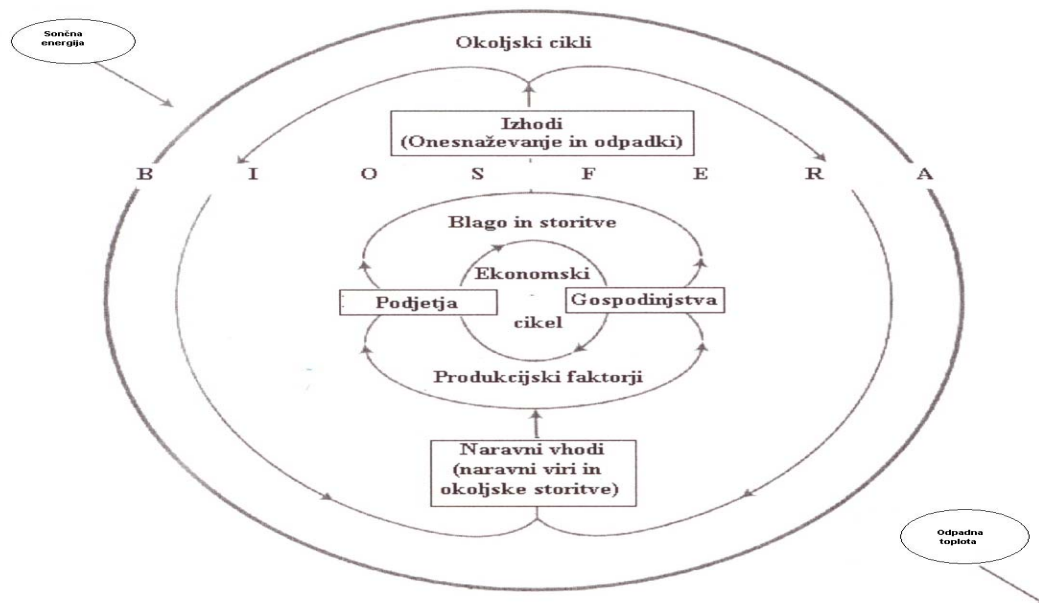 Sončna
energija
Okoljski cikli
Izhodi
(Onesnaževanje in odpadki)
B I O S F E R A
Blago in storitve
Ekonomski
Podjetja
Gospodinjstva
cikel
Produkcijski faktorji
Naravni vhodi
(naravni viri in
okoljske storitve)
Odpadna
toplota